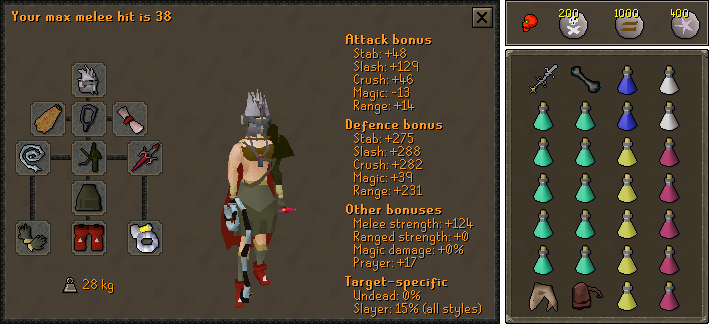 Your max melee hit is 38
Attack bonus
Stab: +48
Slash: +129
Crush: +46
Magic: -13
Range: +14
Defence bonus
Stab: +275
Slash: +288
Crush: +282
Magic: +39
Range: +231
Other bonuses
Melee strength: +124
Ranged strength: +0
Magic damage: +0%
Prayer: +17
Target-specific
Undead: 0%
Slayer: 15% (all styles)
28 kg
200
1000
400